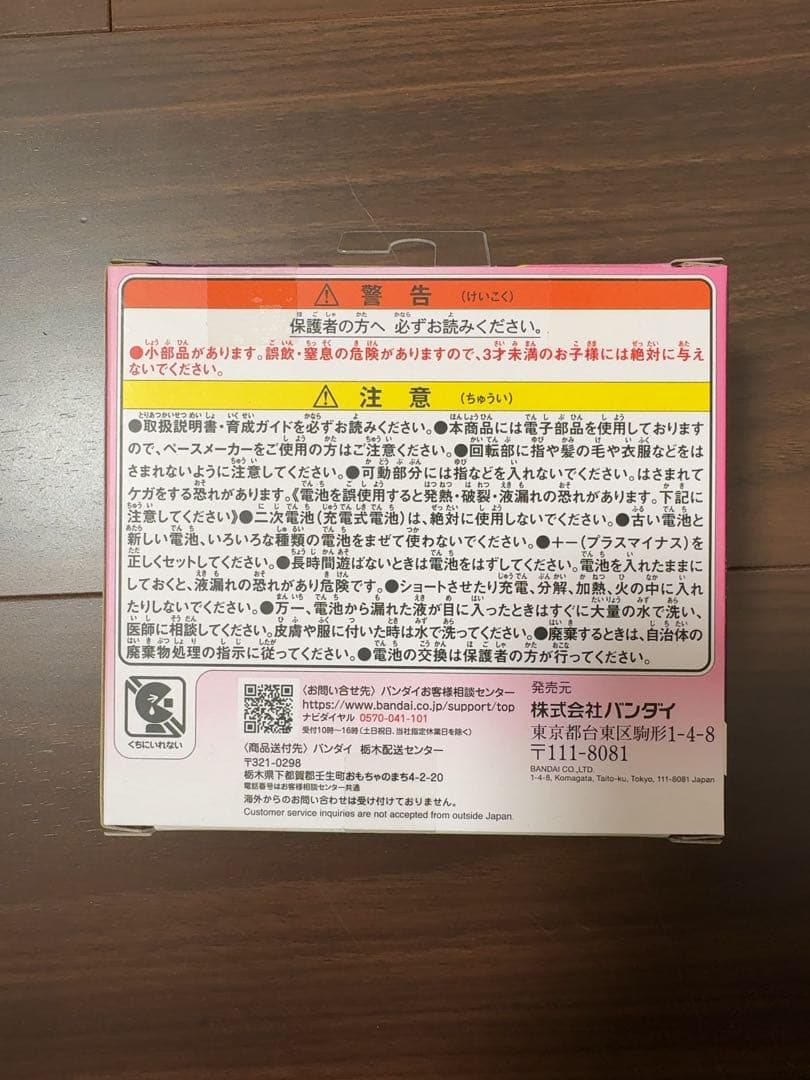 ⚠ 警告 (けいこく)
保護者の方へ 必ずお読みください。
●小部品があります。誤飲・窒息の危険がありますので、3才未満のお子様には絶対に与え
ないでください。
⚠ 注意 (ちゅうい)
●取扱説明書・育成ガイドを必ずお読みください。●本商品には電子部品を使用しております
ので、ペースメーカーをご使用の方はご注意ください。●回転部に指や髪の毛や衣服などをは
さまれないように注意してください。●可動部分には指などを入れないでください。はさまれて
ケガをする恐れがあります。《電池を誤使用すると発熱・破裂・液漏れの恐れがあります。下記に
注意してください》●二次電池(充電式電池)は、絶対に使用しないでください。●古い電池と
新しい電池、いろいろな種類の電池をまぜて使わないでください。●+-(プラスマイナス)を
正しくセットしてください。●長時間遊ばないときは電池をはずしてください。電池を入れたままに
しておくと、液漏れの恐れがあり危険です。●ショートさせたり充電、分解、加熱、火の中に入れ
たりしないでください。●万一、電池から漏れた液が目に入ったときはすぐに大量の水で洗い、
医師に相談してください。皮膚や服に付いた時は水で洗ってください。●廃棄するときは、自治体の
廃棄物処理の指示に従ってください。●電池の交換は保護者の方が行ってください。
くちにいれない
〈お問い合せ先〉バンダイお客様相談センター
https://www.bandai.co.jp/support/top
ナビダイヤル 0570-041-101
受付10時〜16時(土日祝日、当社指定休業日を除く)
〈商品送付先〉バンダイ 栃木配送センター
〒321-0298
栃木県下都賀郡壬生町おもちゃのまち4-2-20
電話番号はお客様相談センター共通
海外からのお問い合わせは受け付けておりません。
Customer service inquiries are not accepted from outside Japan.
発売元
株式会社バンダイ
東京都台東区駒形1-4-8
〒111-8081
BANDAI CO.,LTD.
1-4-8, Komagata, Taito-ku, Tokyo, 111-8081 Japan